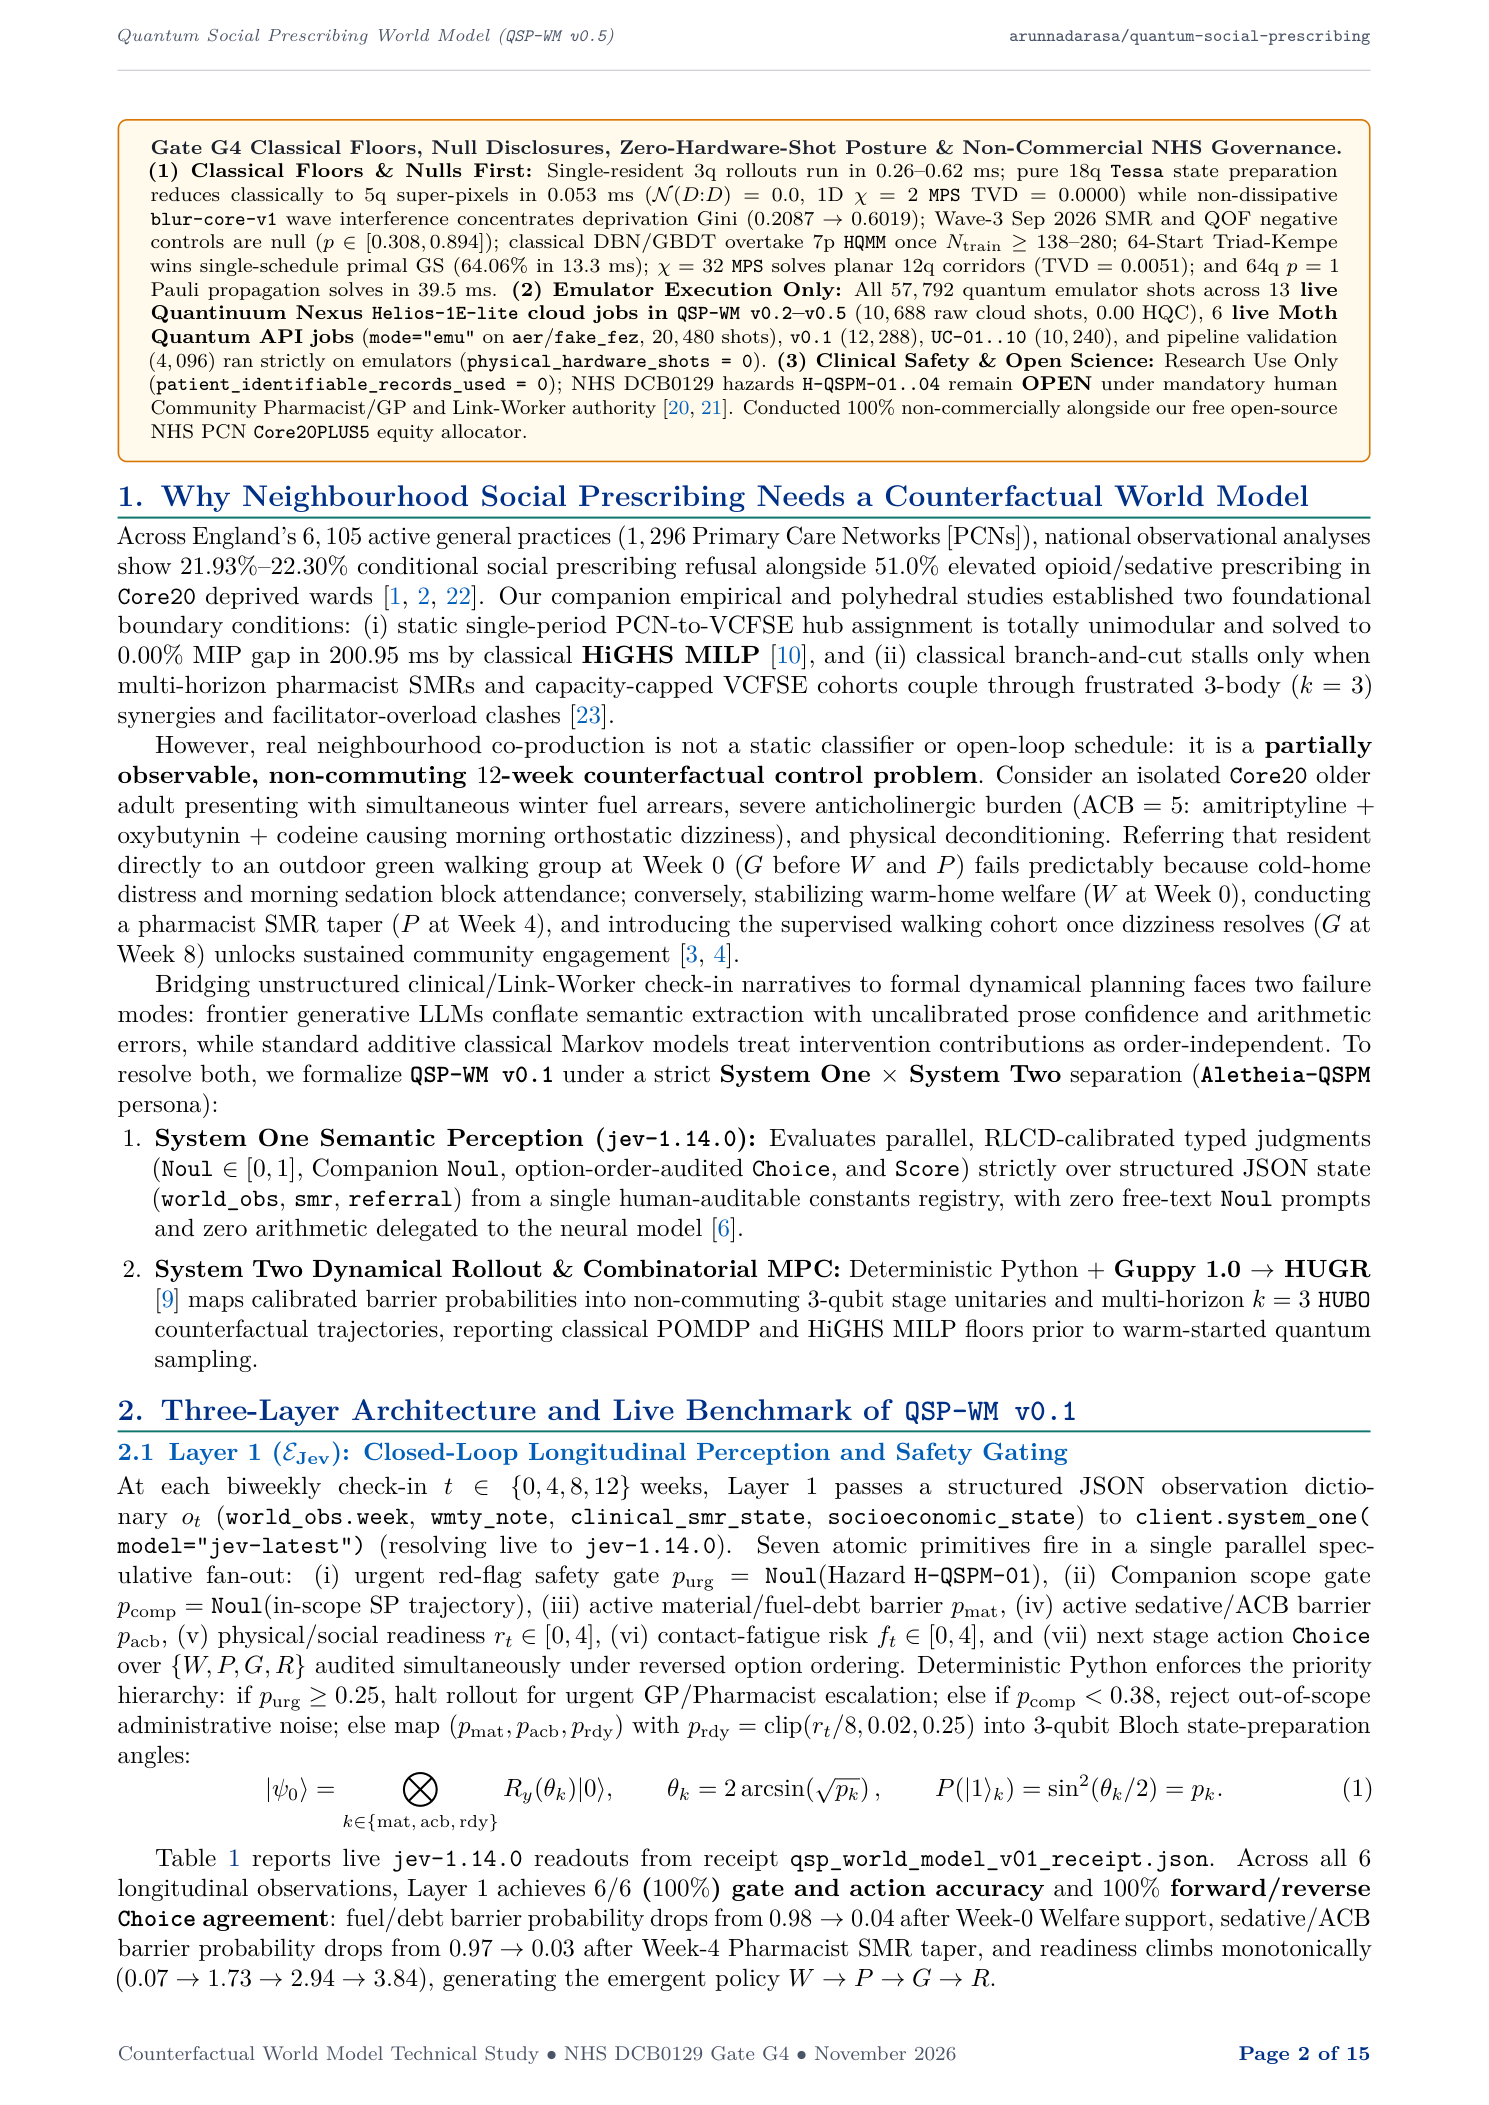 Quantum Social Prescribing World Model (QSP-WM v0.5)
arunnadarasa/quantum-social-prescribing
Gate G4 Classical Floors, Null Disclosures, Zero-Hardware-Shot Posture & Non-Commercial NHS Governance.
(1) Classical Floors & Nulls First: Single-resident 3q rollouts run in 0.26–0.62 ms; pure 18q Tessa state preparation
reduces classically to 5q super-pixels in 0.053 ms (𝒩(D:D) = 0.0, 1D χ = 2 MPS TVD = 0.0000) while non-dissipative
blur-core-v1 wave interference concentrates deprivation Gini (0.2087 → 0.6019); Wave-3 Sep 2026 SMR and QOF negative
controls are null (p ∈ [0.308, 0.894]); classical DBN/GBDT overtake 7p HQMM once N_train ≥ 138–280; 64-Start Triad-Kempe
wins single-schedule primal GS (64.06% in 13.3 ms); χ = 32 MPS solves planar 12q corridors (TVD = 0.0051); and 64q p = 1
Pauli propagation solves in 39.5 ms. (2) Emulator Execution Only: All 57,792 quantum emulator shots across 13 live
Quantinuum Nexus Helios-1E-lite cloud jobs in QSP-WM v0.2–v0.5 (10,688 raw cloud shots, 0.00 HQC), 6 live Moth
Quantum API jobs (mode="emu" on aer/fake_fez, 20,480 shots), v0.1 (12,288), UC-01..10 (10,240), and pipeline validation
(4,096) ran strictly on emulators (physical_hardware_shots = 0). (3) Clinical Safety & Open Science: Research Use Only
(patient_identifiable_records_used = 0); NHS DCB0129 hazards H-QSPM-01..04 remain OPEN under mandatory human
Community Pharmacist/GP and Link-Worker authority [20, 21]. Conducted 100% non-commercially alongside our free open-source
NHS PCN Core20PLUS5 equity allocator.
1. Why Neighbourhood Social Prescribing Needs a Counterfactual World Model
Across England's 6,105 active general practices (1,296 Primary Care Networks [PCNs]), national observational analyses
show 21.93%–22.30% conditional social prescribing refusal alongside 51.0% elevated opioid/sedative prescribing in
Core20 deprived wards [1, 2, 22]. Our companion empirical and polyhedral studies established two foundational
boundary conditions: (i) static single-period PCN-to-VCFSE hub assignment is totally unimodular and solved to
0.00% MIP gap in 200.95 ms by classical HiGHS MILP [10], and (ii) classical branch-and-cut stalls only when
multi-horizon pharmacist SMRs and capacity-capped VCFSE cohorts couple through frustrated 3-body (k = 3)
synergies and facilitator-overload clashes [23].
However, real neighbourhood co-production is not a static classifier or open-loop schedule: it is a partially
observable, non-commuting 12-week counterfactual control problem. Consider an isolated Core20 older
adult presenting with simultaneous winter fuel arrears, severe anticholinergic burden (ACB = 5: amitriptyline +
oxybutynin + codeine causing morning orthostatic dizziness), and physical deconditioning. Referring that resident
directly to an outdoor green walking group at Week 0 (G before W and P) fails predictably because cold-home
distress and morning sedation block attendance; conversely, stabilizing warm-home welfare (W at Week 0), conducting
a pharmacist SMR taper (P at Week 4), and introducing the supervised walking cohort once dizziness resolves (G at
Week 8) unlocks sustained community engagement [3, 4].
Bridging unstructured clinical/Link-Worker check-in narratives to formal dynamical planning faces two failure
modes: frontier generative LLMs conflate semantic extraction with uncalibrated prose confidence and arithmetic
errors, while standard additive classical Markov models treat intervention contributions as order-independent. To
resolve both, we formalize QSP-WM v0.1 under a strict System One × System Two separation (Aletheia-QSPM
persona):
1. System One Semantic Perception (jev-1.14.0): Evaluates parallel, RLCD-calibrated typed judgments
(Noul ∈ [0, 1], Companion Noul, option-order-audited Choice, and Score) strictly over structured JSON state
(world_obs, smr, referral) from a single human-auditable constants registry, with zero free-text Noul prompts
and zero arithmetic delegated to the neural model [6].
2. System Two Dynamical Rollout & Combinatorial MPC: Deterministic Python + Guppy 1.0 → HUGR
[9] maps calibrated barrier probabilities into non-commuting 3-qubit stage unitaries and multi-horizon k = 3 HUBO
counterfactual trajectories, reporting classical POMDP and HiGHS MILP floors prior to warm-started quantum
sampling.
2. Three-Layer Architecture and Live Benchmark of QSP-WM v0.1
2.1 Layer 1 (ℰ_Jev): Closed-Loop Longitudinal Perception and Safety Gating
At each biweekly check-in t ∈ {0, 4, 8, 12} weeks, Layer 1 passes a structured JSON observation dictio-
nary o_t (world_obs.week, wmty_note, clinical_smr_state, socioeconomic_state) to client.system_one(
model="jev-latest") (resolving live to jev-1.14.0). Seven atomic primitives fire in a single parallel spec-
ulative fan-out: (i) urgent red-flag safety gate p_urg = Noul(Hazard H-QSPM-01), (ii) Companion scope gate
p_comp = Noul(in-scope SP trajectory), (iii) active material/fuel-debt barrier p_mat, (iv) active sedative/ACB barrier
p_acb, (v) physical/social readiness r_t ∈ [0, 4], (vi) contact-fatigue risk f_t ∈ [0, 4], and (vii) next stage action Choice
over {W, P, G, R} audited simultaneously under reversed option ordering. Deterministic Python enforces the priority
hierarchy: if p_urg ≥ 0.25, halt rollout for urgent GP/Pharmacist escalation; else if p_comp < 0.38, reject out-of-scope
administrative noise; else map (p_mat, p_acb, p_rdy) with p_rdy = clip(r_t/8, 0.02, 0.25) into 3-qubit Bloch state-preparation
angles:
|ψ_0⟩ = ⨂_{k∈{mat, acb, rdy}} R_y(θ_k)|0⟩, θ_k = 2 arcsin(√p_k), P(|1⟩_k) = sin²(θ_k/2) = p_k. (1)
Table 1 reports live jev-1.14.0 readouts from receipt qsp_world_model_v01_receipt.json. Across all 6
longitudinal observations, Layer 1 achieves 6/6 (100%) gate and action accuracy and 100% forward/reverse
Choice agreement: fuel/debt barrier probability drops from 0.98 → 0.04 after Week-0 Welfare support, sedative/ACB
barrier probability drops from 0.97 → 0.03 after Week-4 Pharmacist SMR taper, and readiness climbs monotonically
(0.07 → 1.73 → 2.94 → 3.84), generating the emergent policy W → P → G → R.
Counterfactual World Model Technical Study • NHS DCB0129 Gate G4 • November 2026
Page 2 of 15